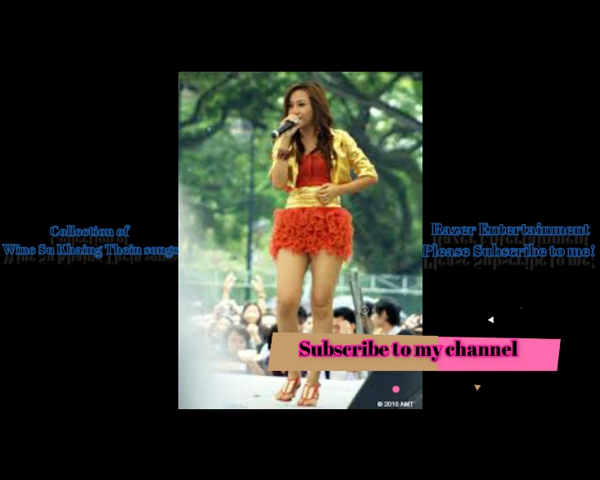 Collection of
Wine Su Khaing Thein songs
Razer Entertainment
Please Subscribe to me!
Subscribe to my channel
© 2010 AMT